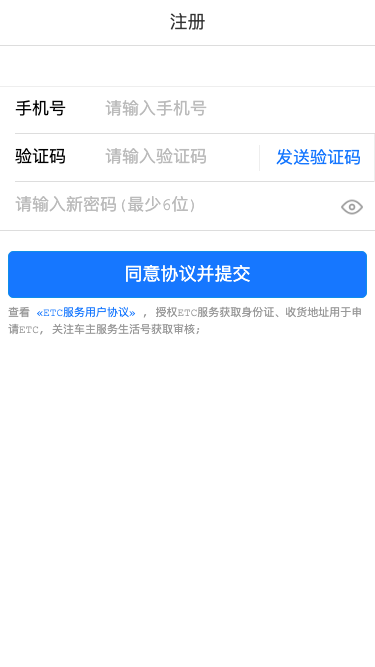 注册
手机号 请输入手机号
验证码 请输入验证码 发送验证码
请输入新密码(最少6位)
同意协议并提交
查看 «ETC服务用户协议» ，授权ETC服务获取身份证、收货地址用于申
请ETC, 关注车主服务生活号获取审核;